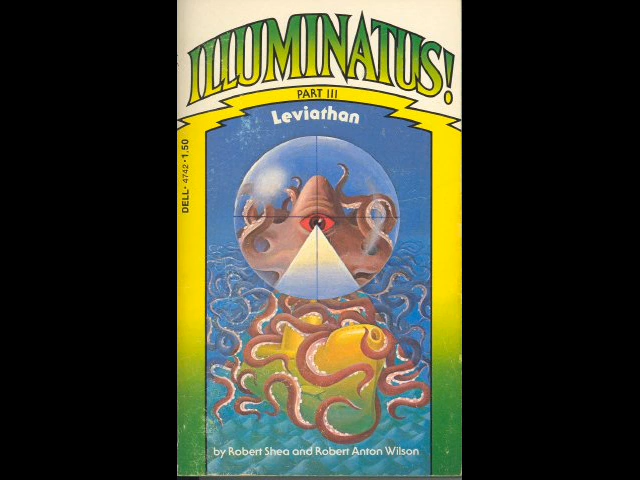 ILLUMINATUS!
PART III
Leviathan
DELL • 4742 • 1.50
by Robert Shea and Robert Anton Wilson